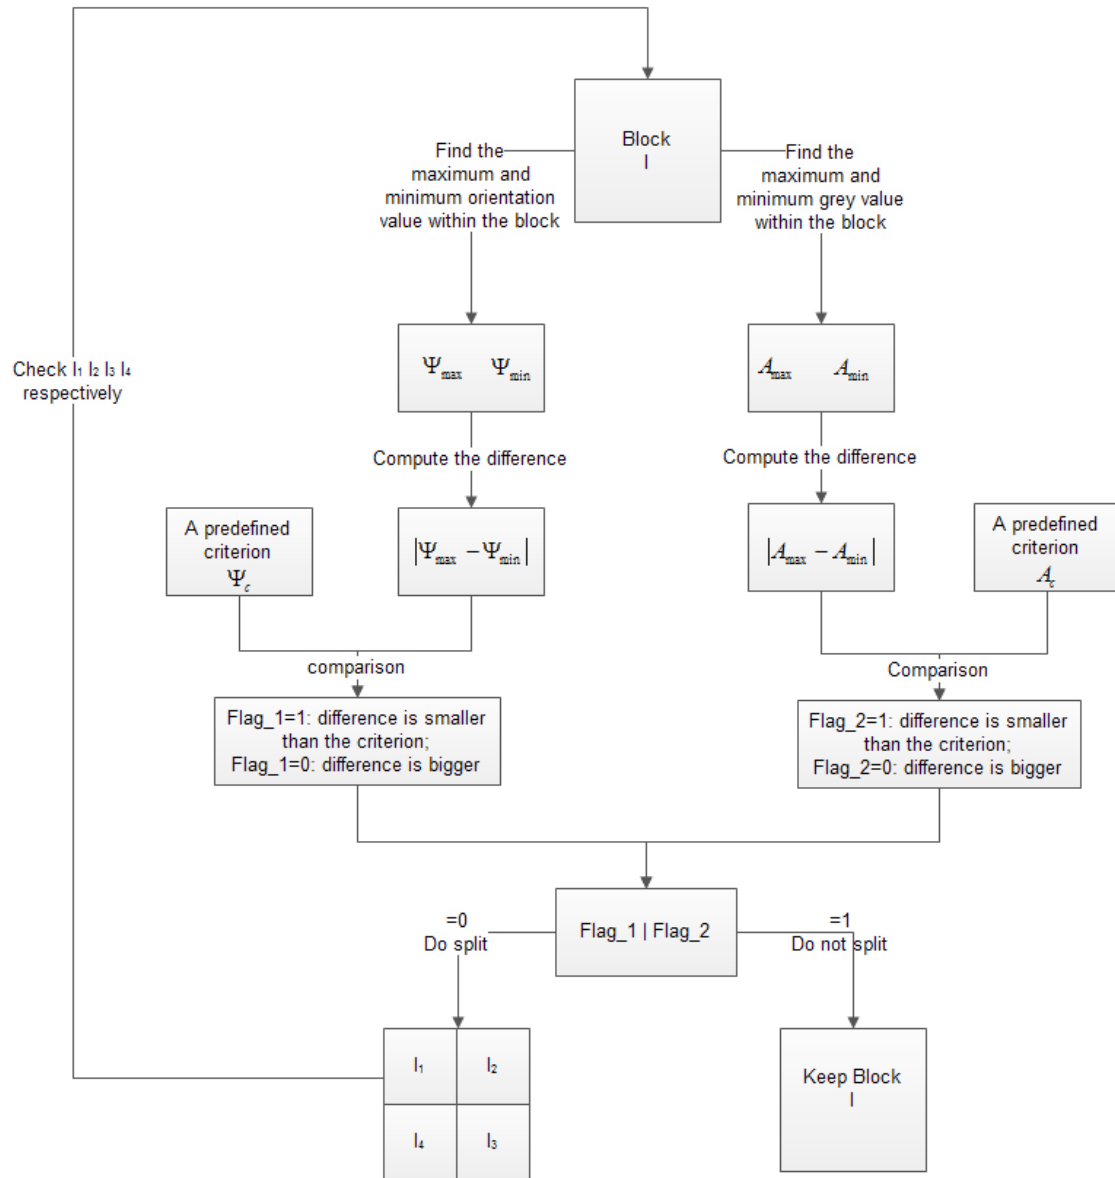 Block
I
Find the
maximum and
minimum orientation
value within the block
Find the
maximum and
minimum grey value
within the block
Ψmax Ψmin
Amax Amin
Check I₁ I₂ I₃ I₄
respectively
Compute the difference
Compute the difference
A predefined
criterion
Ψc
|Ψmax − Ψmin|
|Amax − Amin|
A predefined
criterion
Ac
comparison
Comparison
Flag_1=1: difference is smaller
than the criterion;
Flag_1=0: difference is bigger
Flag_2=1: difference is smaller
than the criterion;
Flag_2=0: difference is bigger
Flag_1 | Flag_2
=0
Do split
=1
Do not split
I₁ I₂
I₄ I₃
Keep Block
I